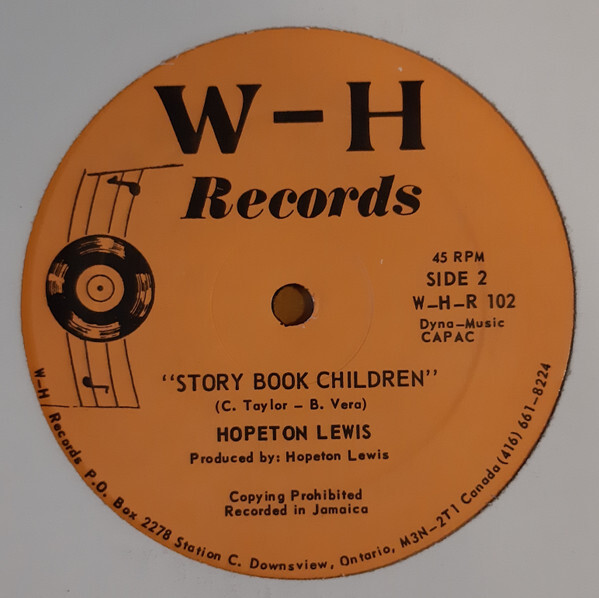 W-H
Records
45 RPM
SIDE 2
W-H-R 102
Dyna-Music
CAPAC
"STORY BOOK CHILDREN"
(C. Taylor - B. Vera)
HOPETON LEWIS
Produced by: Hopeton Lewis
Copying Prohibited
Recorded in Jamaica
W-H Records P.O. Box 2278 Station C. Downsview, Ontario, M3N-2T1 Canada (416) 661-8224